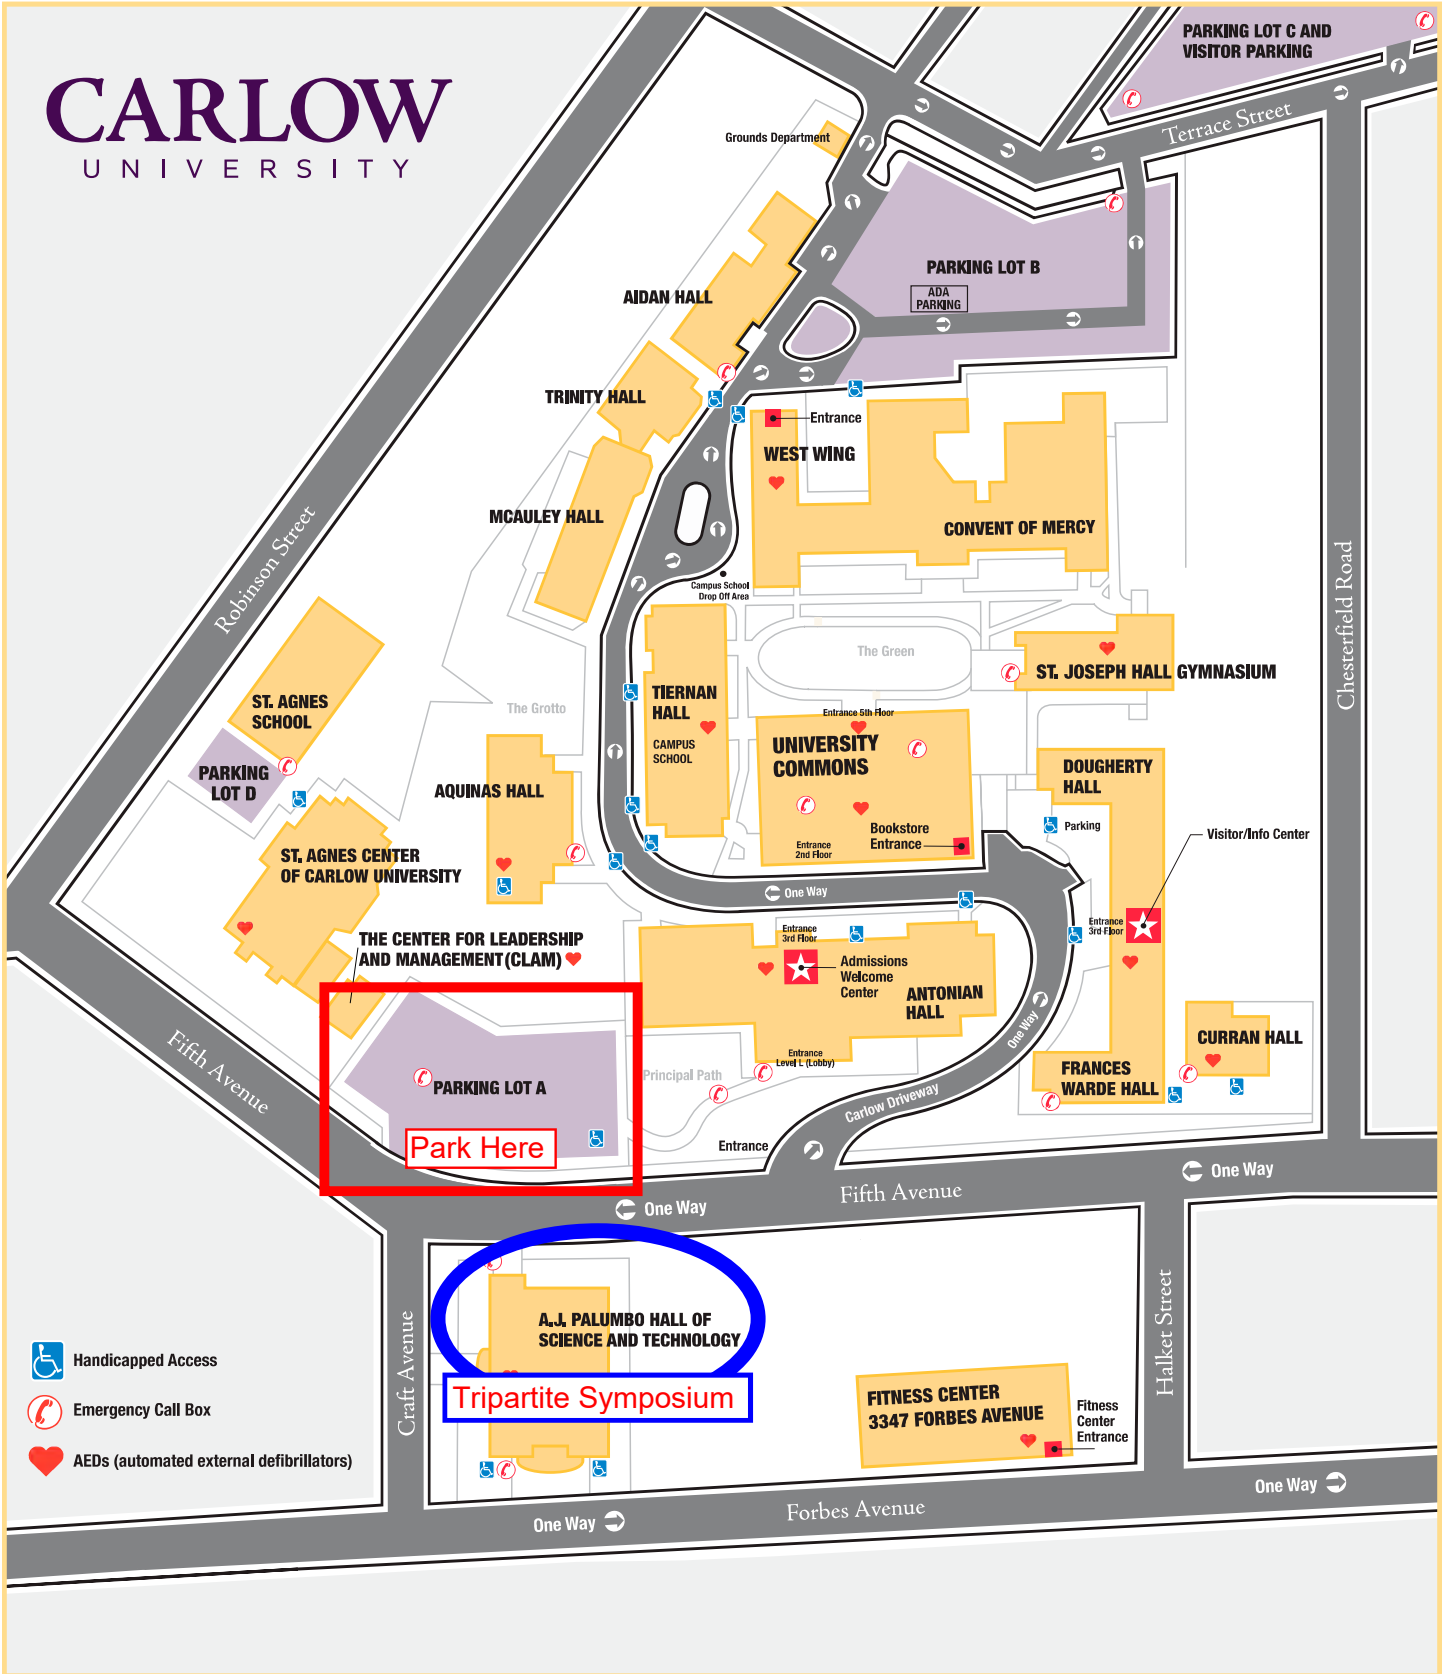 CARLOW
UNIVERSITY
PARKING LOT C AND
VISITOR PARKING
Terrace Street
Grounds Department
PARKING LOT B
ADA
PARKING
AIDAN HALL
TRINITY HALL
Entrance
WEST WING
MCAULEY HALL
CONVENT OF MERCY
Robinson Street
Chesterfield Road
Campus School
Drop Off Area
The Green
ST. JOSEPH HALL GYMNASIUM
TIERNAN
HALL
CAMPUS
SCHOOL
ST. AGNES
SCHOOL
The Grotto
Entrance 5th Floor
UNIVERSITY
COMMONS
PARKING
LOT D
AQUINAS HALL
DOUGHERTY
HALL
Parking
Bookstore
Entrance
Visitor/Info Center
Entrance
2nd Floor
ST. AGNES CENTER
OF CARLOW UNIVERSITY
One Way
Entrance
3rd Floor
Entrance
3rd Floor
THE CENTER FOR LEADERSHIP
AND MANAGEMENT (CLAM)
Admissions
Welcome
Center
ANTONIAN
HALL
One Way
CURRAN HALL
Fifth Avenue
Entrance
Level L (Lobby)
Principal Path
PARKING LOT A
FRANCES
WARDE HALL
Carlow Driveway
Park Here
Entrance
One Way
Fifth Avenue
One Way
A.J. PALUMBO HALL OF
SCIENCE AND TECHNOLOGY
Tripartite Symposium
Craft Avenue
Halket Street
FITNESS CENTER
3347 FORBES AVENUE
Fitness
Center
Entrance
Handicapped Access
Emergency Call Box
AEDs (automated external defibrillators)
One Way
Forbes Avenue
One Way